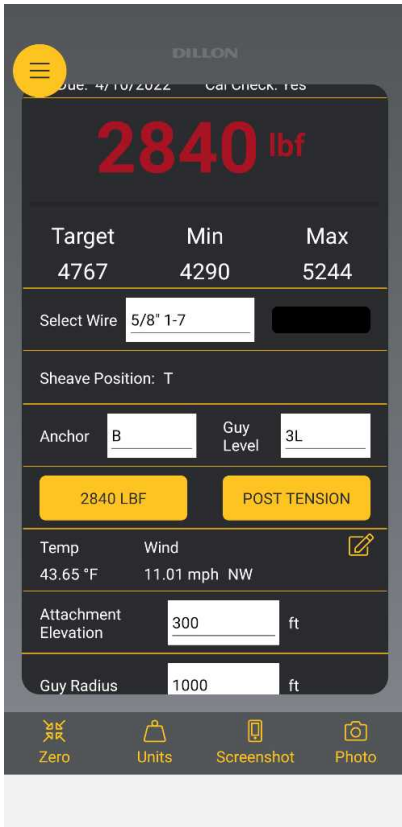 DILLON
Due: 4/10/2022 Cal Check: Yes
2840 lbf
Target Min Max
4767 4290 5244
Select Wire 5/8" 1-7
Sheave Position: T
Anchor B Guy Level 3L
2840 LBF POST TENSION
Temp Wind
43.65 °F 11.01 mph NW
Attachment Elevation 300 ft
Guy Radius 1000 ft
Zero Units Screenshot Photo